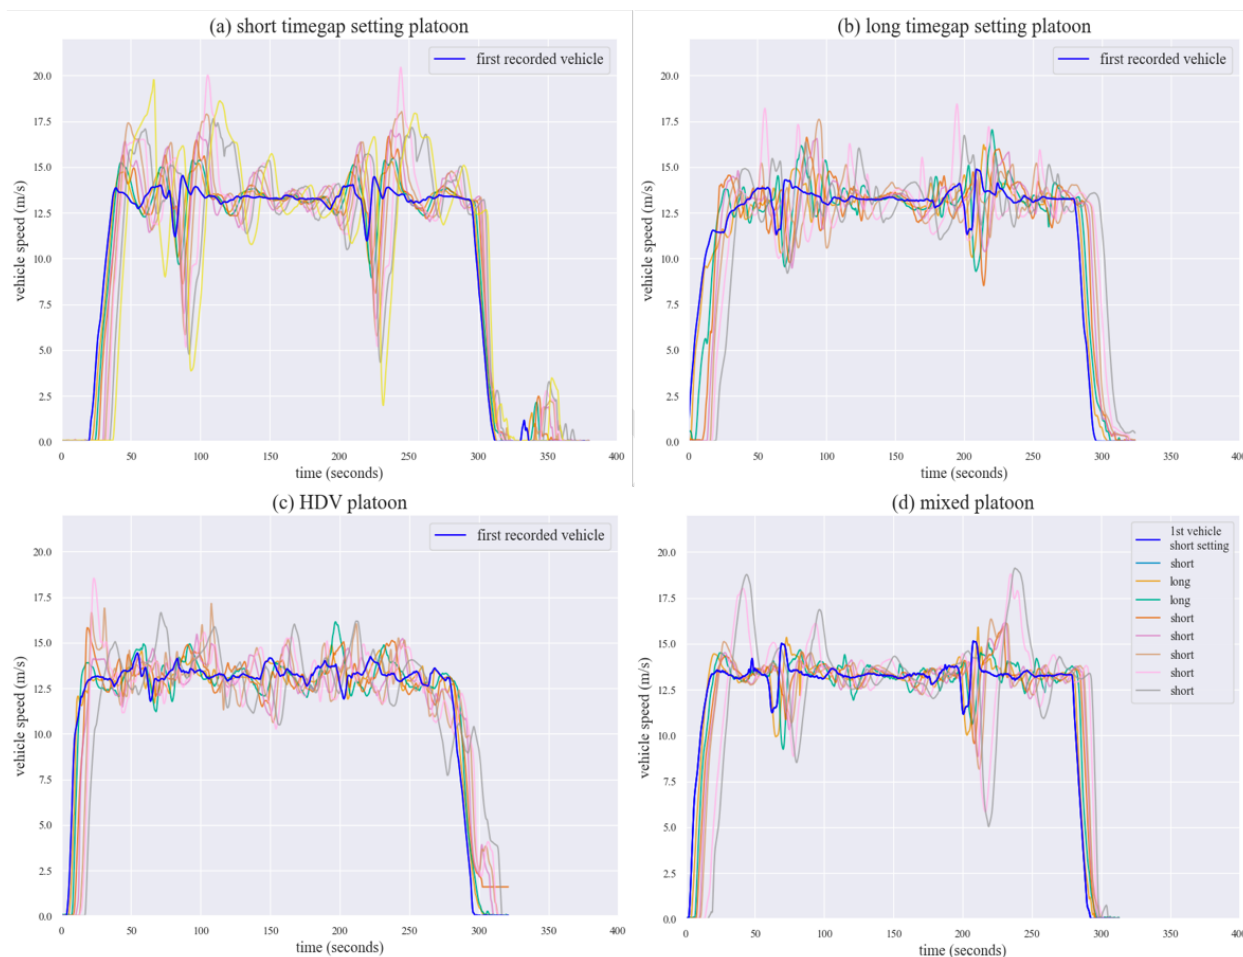 (a) short timegap setting platoon
first recorded vehicle
20.0
17.5
15.0
12.5
10.0
7.5
5.0
2.5
0.0
vehicle speed (m/s)
0 50 100 150 200 250 300 350 400
time (seconds)
(b) long timegap setting platoon
first recorded vehicle
20.0
17.5
15.0
12.5
10.0
7.5
5.0
2.5
0.0
vehicle speed (m/s)
0 50 100 150 200 250 300 350 400
time (seconds)
(c) HDV platoon
first recorded vehicle
20.0
17.5
15.0
12.5
10.0
7.5
5.0
2.5
0.0
vehicle speed (m/s)
0 50 100 150 200 250 300 350 400
time (seconds)
(d) mixed platoon
1st vehicle
short setting
short
long
long
short
short
short
short
short
20.0
17.5
15.0
12.5
10.0
7.5
5.0
2.5
0.0
vehicle speed (m/s)
0 50 100 150 200 250 300 350 400
time (seconds)